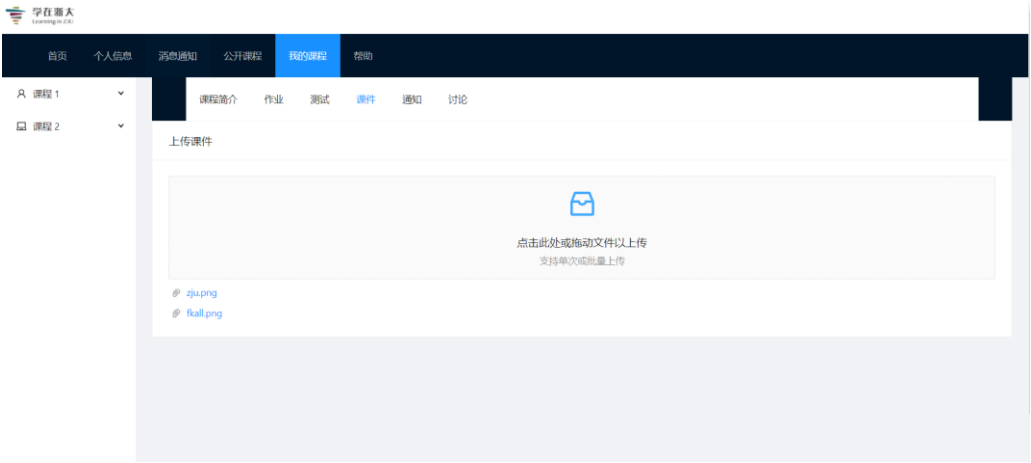 学在浙大
Learning in ZJU
首页 个人信息 消息通知 公开课程 我的课程 帮助
课程 1
课程 2
课程简介 作业 测试 课件 通知 讨论
上传课件
点击此处或拖动文件以上传
支持单次或批量上传
zju.png
fkall.png